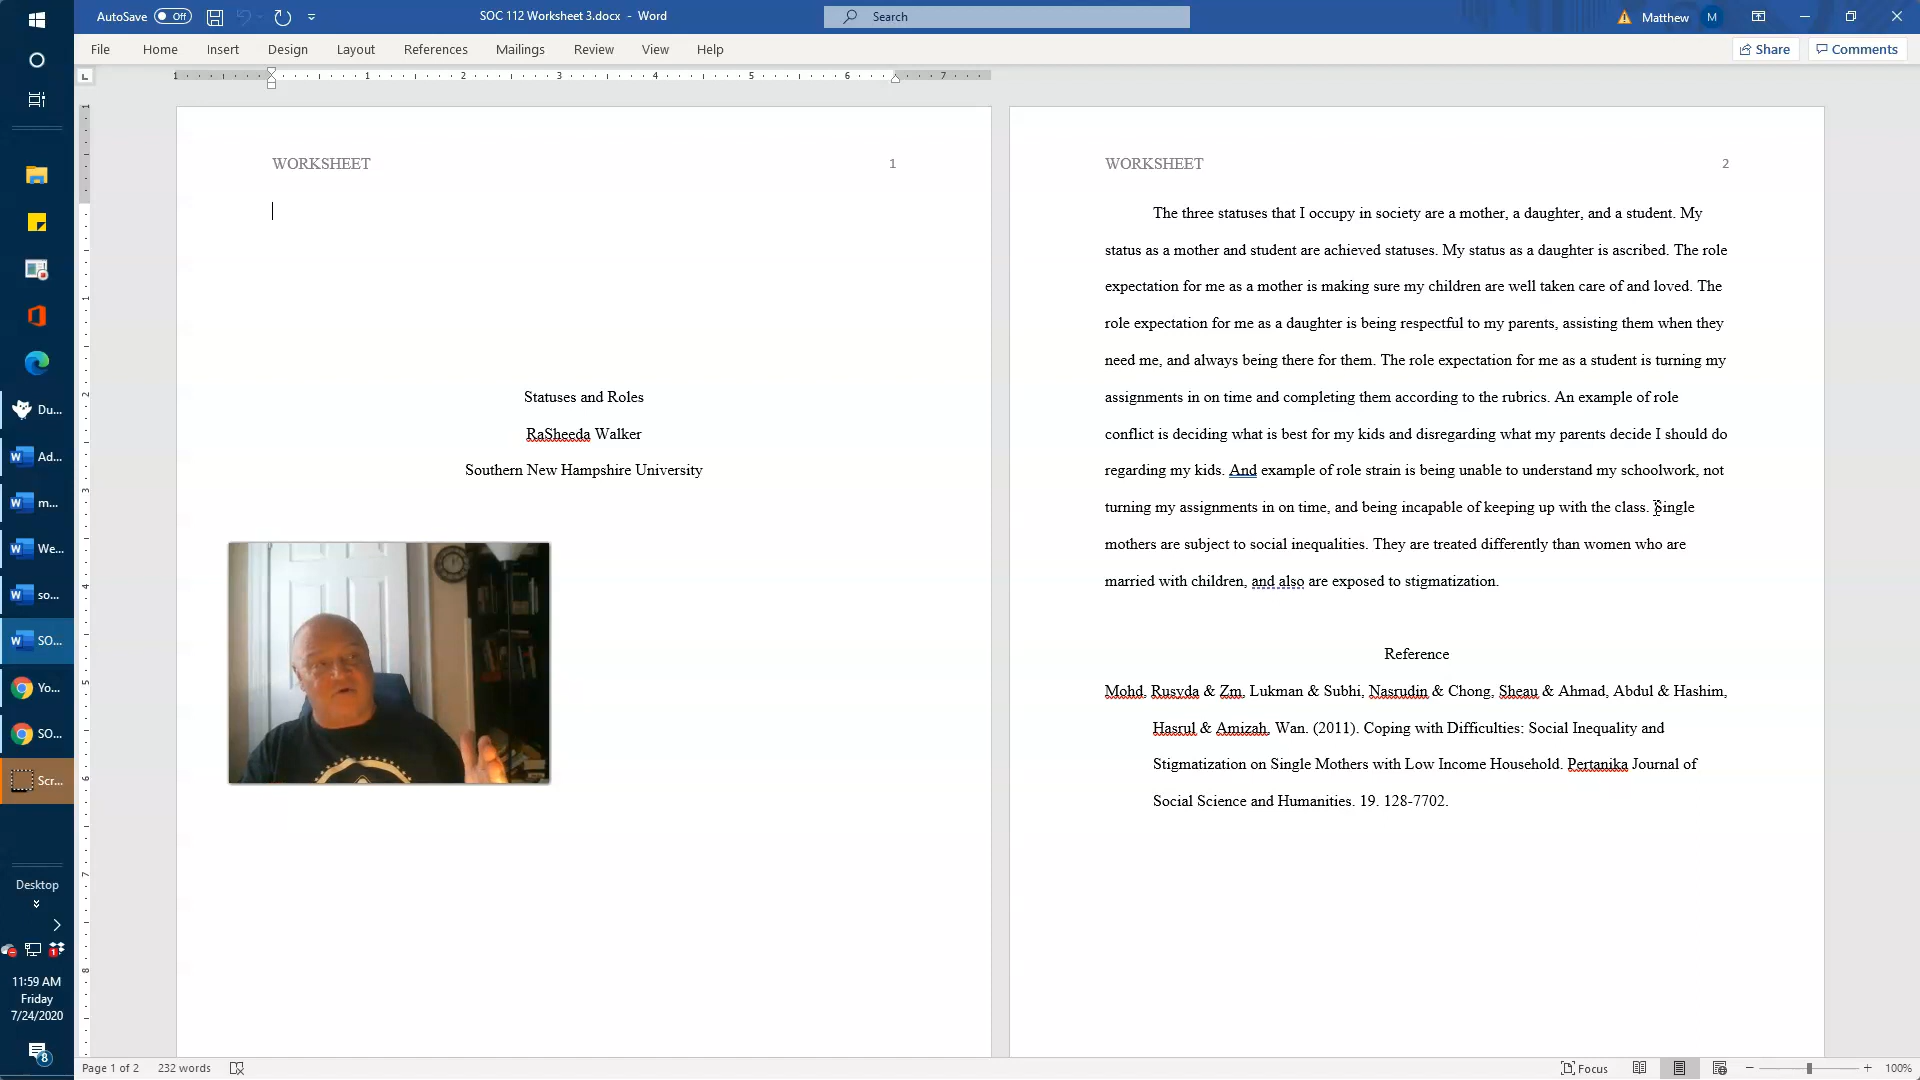 AutoSave Off
SOC 112 Worksheet 3.docx - Word
Search
Matthew M
File Home Insert Design Layout References Mailings Review View Help
Share Comments
1 1 2 3 4 5 6 7
WORKSHEET 1
Statuses and Roles
RaSheeda Walker
Southern New Hampshire University
WORKSHEET 2
The three statuses that I occupy in society are a mother, a daughter, and a student. My
status as a mother and student are achieved statuses. My status as a daughter is ascribed. The role
expectation for me as a mother is making sure my children are well taken care of and loved. The
role expectation for me as a daughter is being respectful to my parents, assisting them when they
need me, and always being there for them. The role expectation for me as a student is turning my
assignments in on time and completing them according to the rubrics. An example of role
conflict is deciding what is best for my kids and disregarding what my parents decide I should do
regarding my kids. And example of role strain is being unable to understand my schoolwork, not
turning my assignments in on time, and being incapable of keeping up with the class. Single
mothers are subject to social inequalities. They are treated differently than women who are
married with children, and also are exposed to stigmatization.
Reference
Mohd, Rusyda & Zm, Lukman & Subhi, Nasrudin & Chong, Sheau & Ahmad, Abdul & Hashim,
Hasrul & Amizah, Wan. (2011). Coping with Difficulties: Social Inequality and
Stigmatization on Single Mothers with Low Income Household. Pertanika Journal of
Social Science and Humanities. 19. 128-7702.
Du...
Ad...
m...
We...
so...
SO...
Yo...
SO...
Scr...
Desktop
11:59 AM
Friday
7/24/2020
8
Page 1 of 2 232 words
Focus
100%